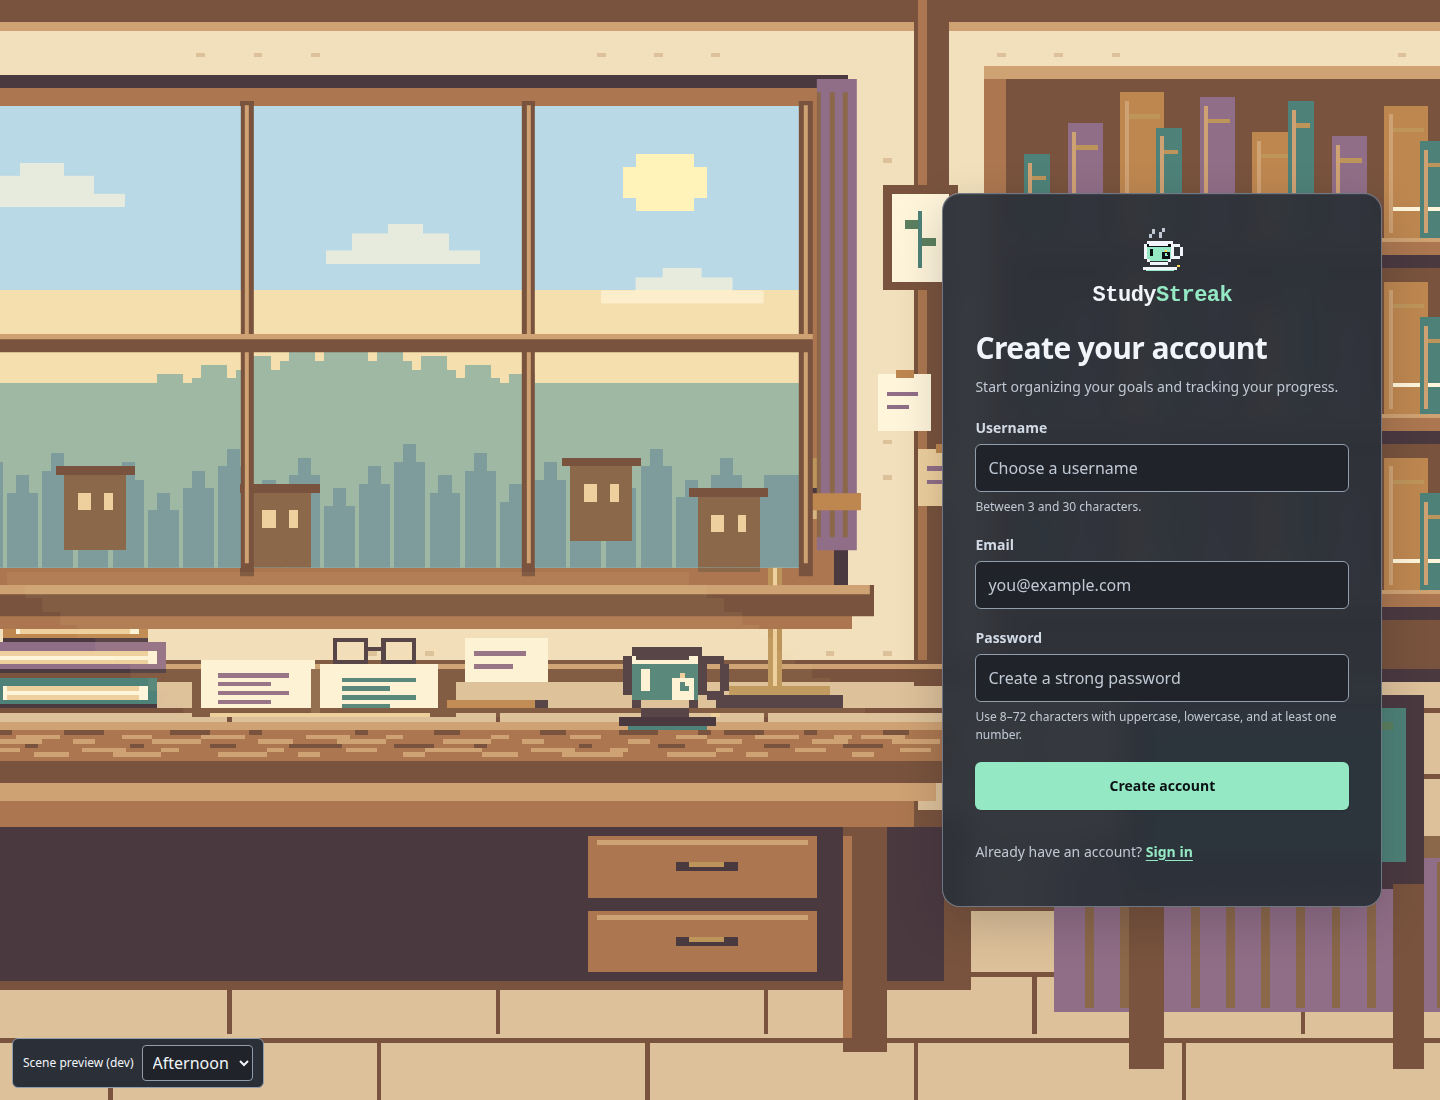 StudyStreak
Create your account
Start organizing your goals and tracking your progress.
Username
Choose a username
Between 3 and 30 characters.
Email
you@example.com
Password
Create a strong password
Use 8–72 characters with uppercase, lowercase, and at least one
number.
Create account
Already have an account? Sign in
Scene preview (dev)
Afternoon